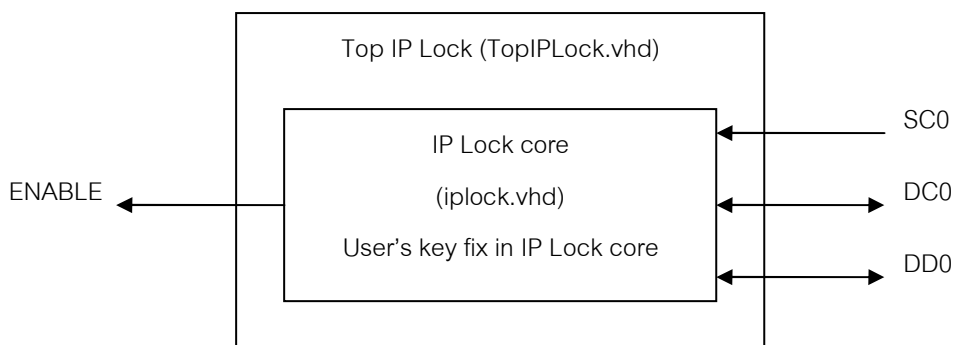 Top IP Lock (TopIPLock.vhd)
SC0
IP Lock core
ENABLE
(iplock.vhd)
DC0
User's key fix in IP Lock core
DD0